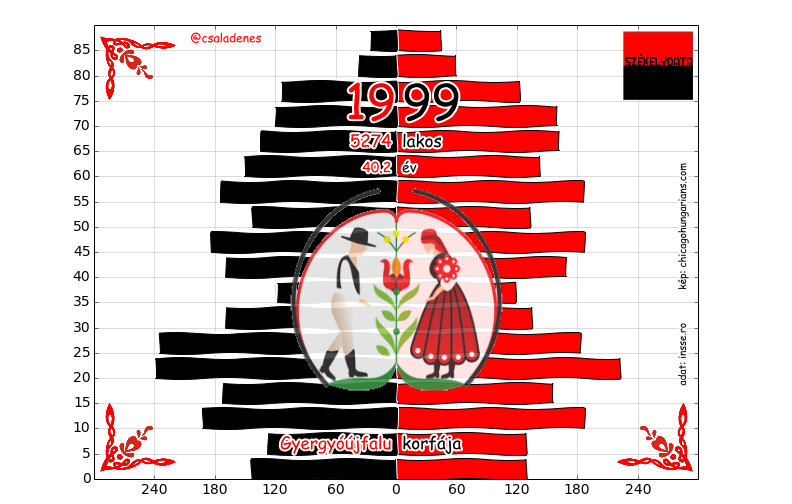 @csaladenes
SZÉKELYDATA
1999
5274 lakos
40.2 év
kép: chicagohungarians.com
adat: insse.ro
Gyergyóújfalu korfája
85
80
75
70
65
60
55
50
45
40
35
30
25
20
15
10
5
0
240 180 120 60 0 60 120 180 240